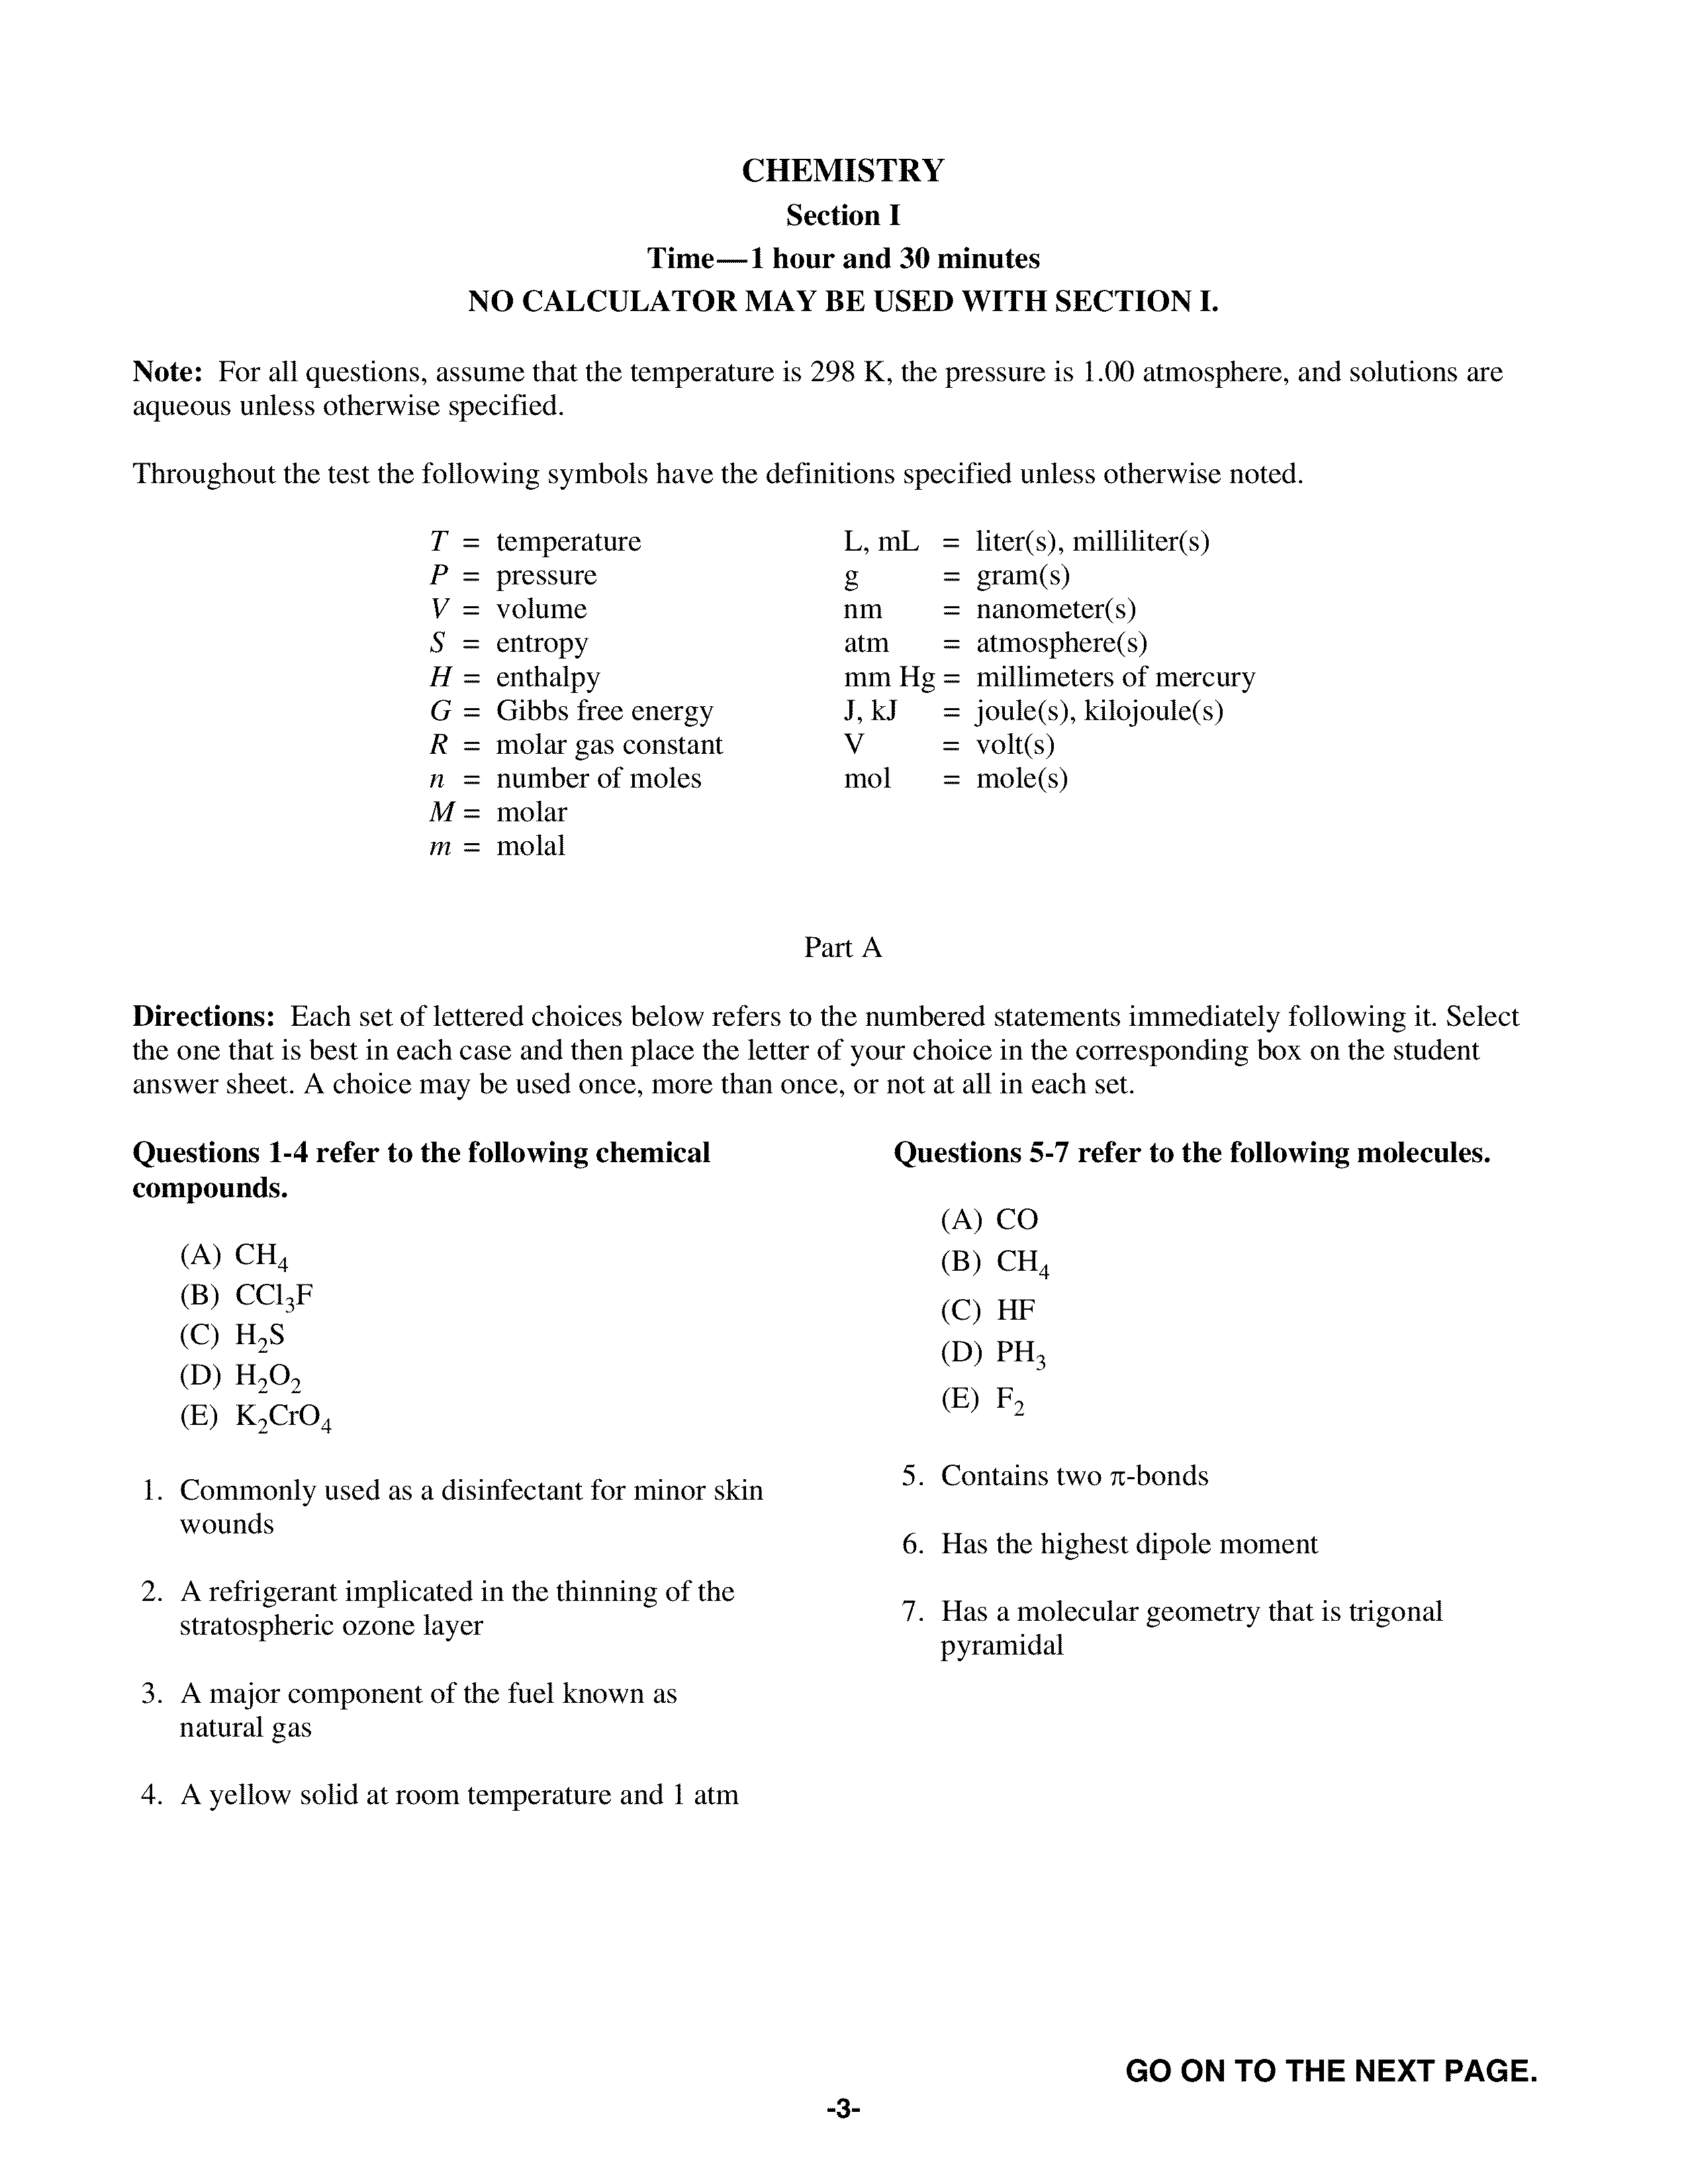 CHEMISTRY
Section I
Time—1 hour and 30 minutes
NO CALCULATOR MAY BE USED WITH SECTION I.
Note: For all questions, assume that the temperature is 298 K, the pressure is 1.00 atmosphere, and solutions are
aqueous unless otherwise specified.
Throughout the test the following symbols have the definitions specified unless otherwise noted.
T = temperature
P = pressure
V = volume
S = entropy
H = enthalpy
G = Gibbs free energy
R = molar gas constant
n = number of moles
M = molar
m = molal
L, mL = liter(s), milliliter(s)
g = gram(s)
nm = nanometer(s)
atm = atmosphere(s)
mm Hg = millimeters of mercury
J, kJ = joule(s), kilojoule(s)
V = volt(s)
mol = mole(s)
Part A
Directions: Each set of lettered choices below refers to the numbered statements immediately following it. Select
the one that is best in each case and then place the letter of your choice in the corresponding box on the student
answer sheet. A choice may be used once, more than once, or not at all in each set.
Questions 1-4 refer to the following chemical
compounds.
(A) CH₄
(B) CCl₃F
(C) H₂S
(D) H₂O₂
(E) K₂CrO₄
1. Commonly used as a disinfectant for minor skin
wounds
2. A refrigerant implicated in the thinning of the
stratospheric ozone layer
3. A major component of the fuel known as
natural gas
4. A yellow solid at room temperature and 1 atm
Questions 5-7 refer to the following molecules.
(A) CO
(B) CH₄
(C) HF
(D) PH₃
(E) F₂
5. Contains two π-bonds
6. Has the highest dipole moment
7. Has a molecular geometry that is trigonal
pyramidal
GO ON TO THE NEXT PAGE.
-3-